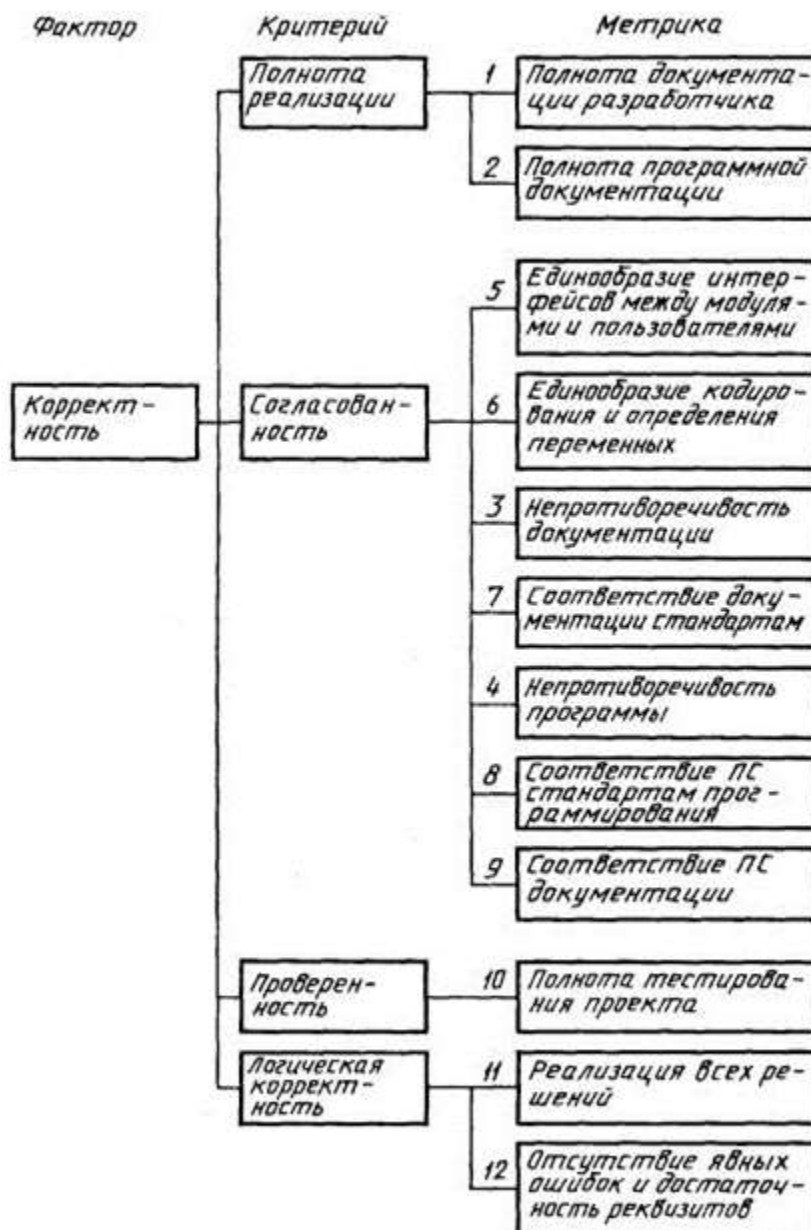 Фактор Критерий Метрика
Полнота
реализации
1
Полнота документа-
ции разработчика
2
Полнота программной
документации
5
Единообразие интер-
фейсов между модуля-
ми и пользователями
Коррект-
ность
Согласован-
ность
6
Единообразие кодиро-
вания и определения
переменных
3
Непротиворечивость
документации
7
Соответствие доку-
ментации стандартам
4
Непротиворечивость
программы
8
Соответствие ПС
стандартам прог-
раммирования
9
Соответствие ПС
документации
Проверен-
ность
10
Полнота тестирова-
ния проекта
Логическая
коррект-
ность
11
Реализация всех ре-
шений
12
Отсутствие явных
ошибок и достаточ-
ность реквизитов